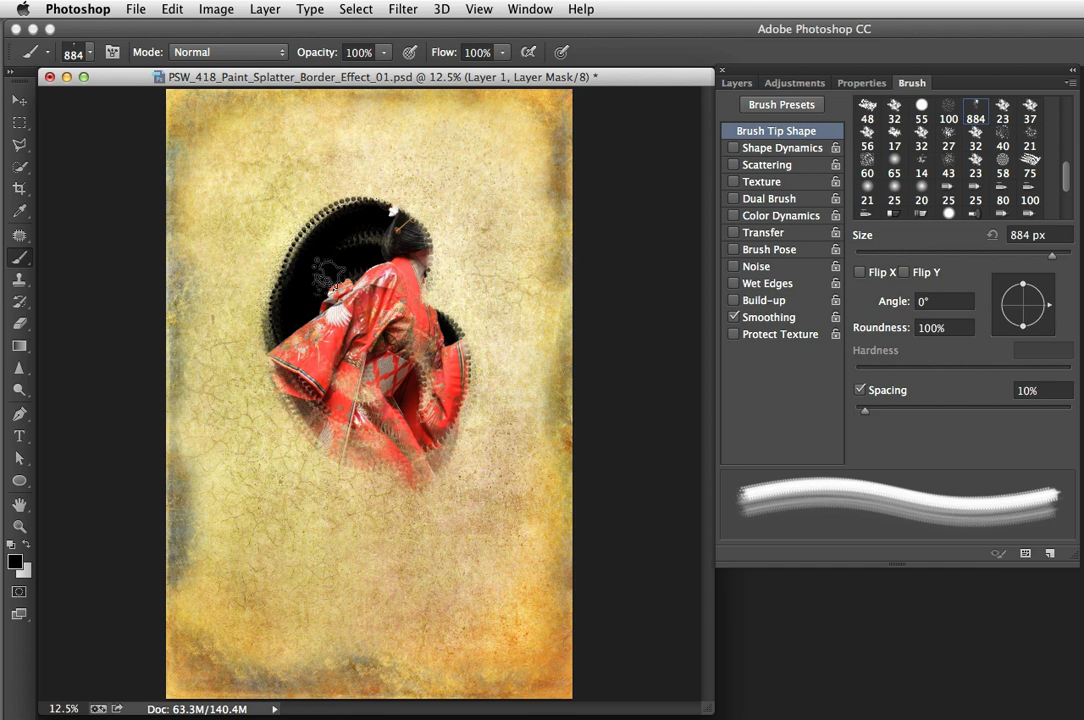 Photoshop File Edit Image Layer Type Select Filter 3D View Window Help
Adobe Photoshop CC
884 Mode: Normal Opacity: 100% Flow: 100%
PSW_418_Paint_Splatter_Border_Effect_01.psd @ 12.5% (Layer 1, Layer Mask/8) *
Layers Adjustments Properties Brush
Brush Presets
48 32 55 100 884 23 37
56 17 32 27 32 40 21
60 65 14 43 23 58 75
21 25 20 25 25 80 100
Brush Tip Shape
Shape Dynamics
Scattering
Texture
Dual Brush
Color Dynamics
Transfer
Brush Pose
Noise
Wet Edges
Build-up
Smoothing
Protect Texture
Size 884 px
Flip X Flip Y
Angle: 0°
Roundness: 100%
Hardness
Spacing 10%
12.5% Doc: 63.3M/140.4M